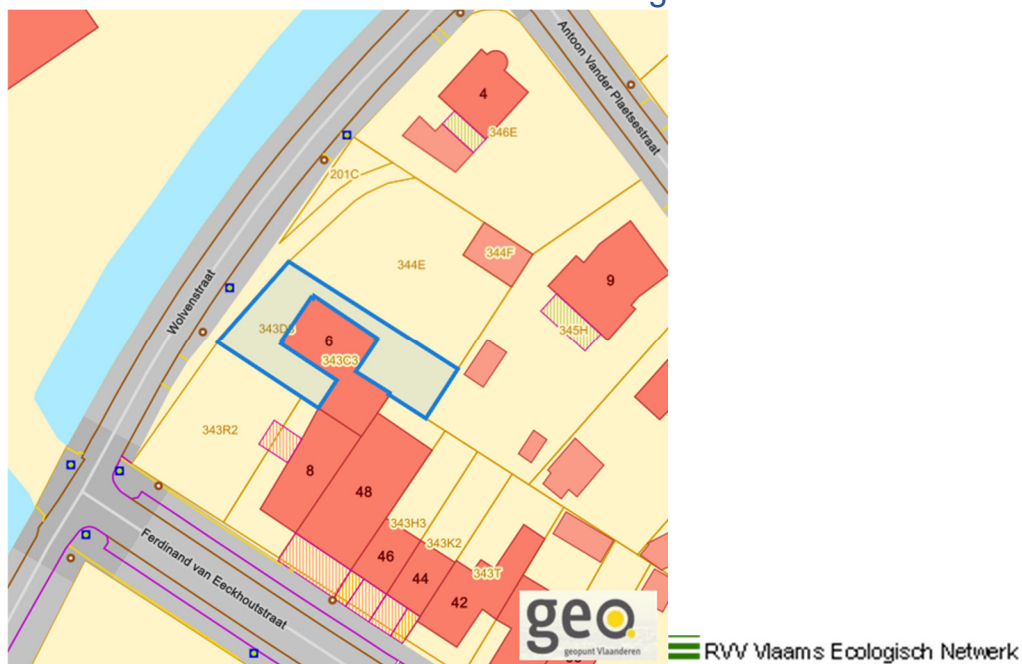 Antoon Vander Plaetsestraat
4
346E
201C
344F
344E
9
Wolvenstraat
345H
6
343C3
343R2
8
48
343H3
46
343K2
44
343T
42
Ferdinand van Eeckhoutstraat
geo.
geopunt Vlaanderen
RVV Vlaams Ecologisch Netwerk